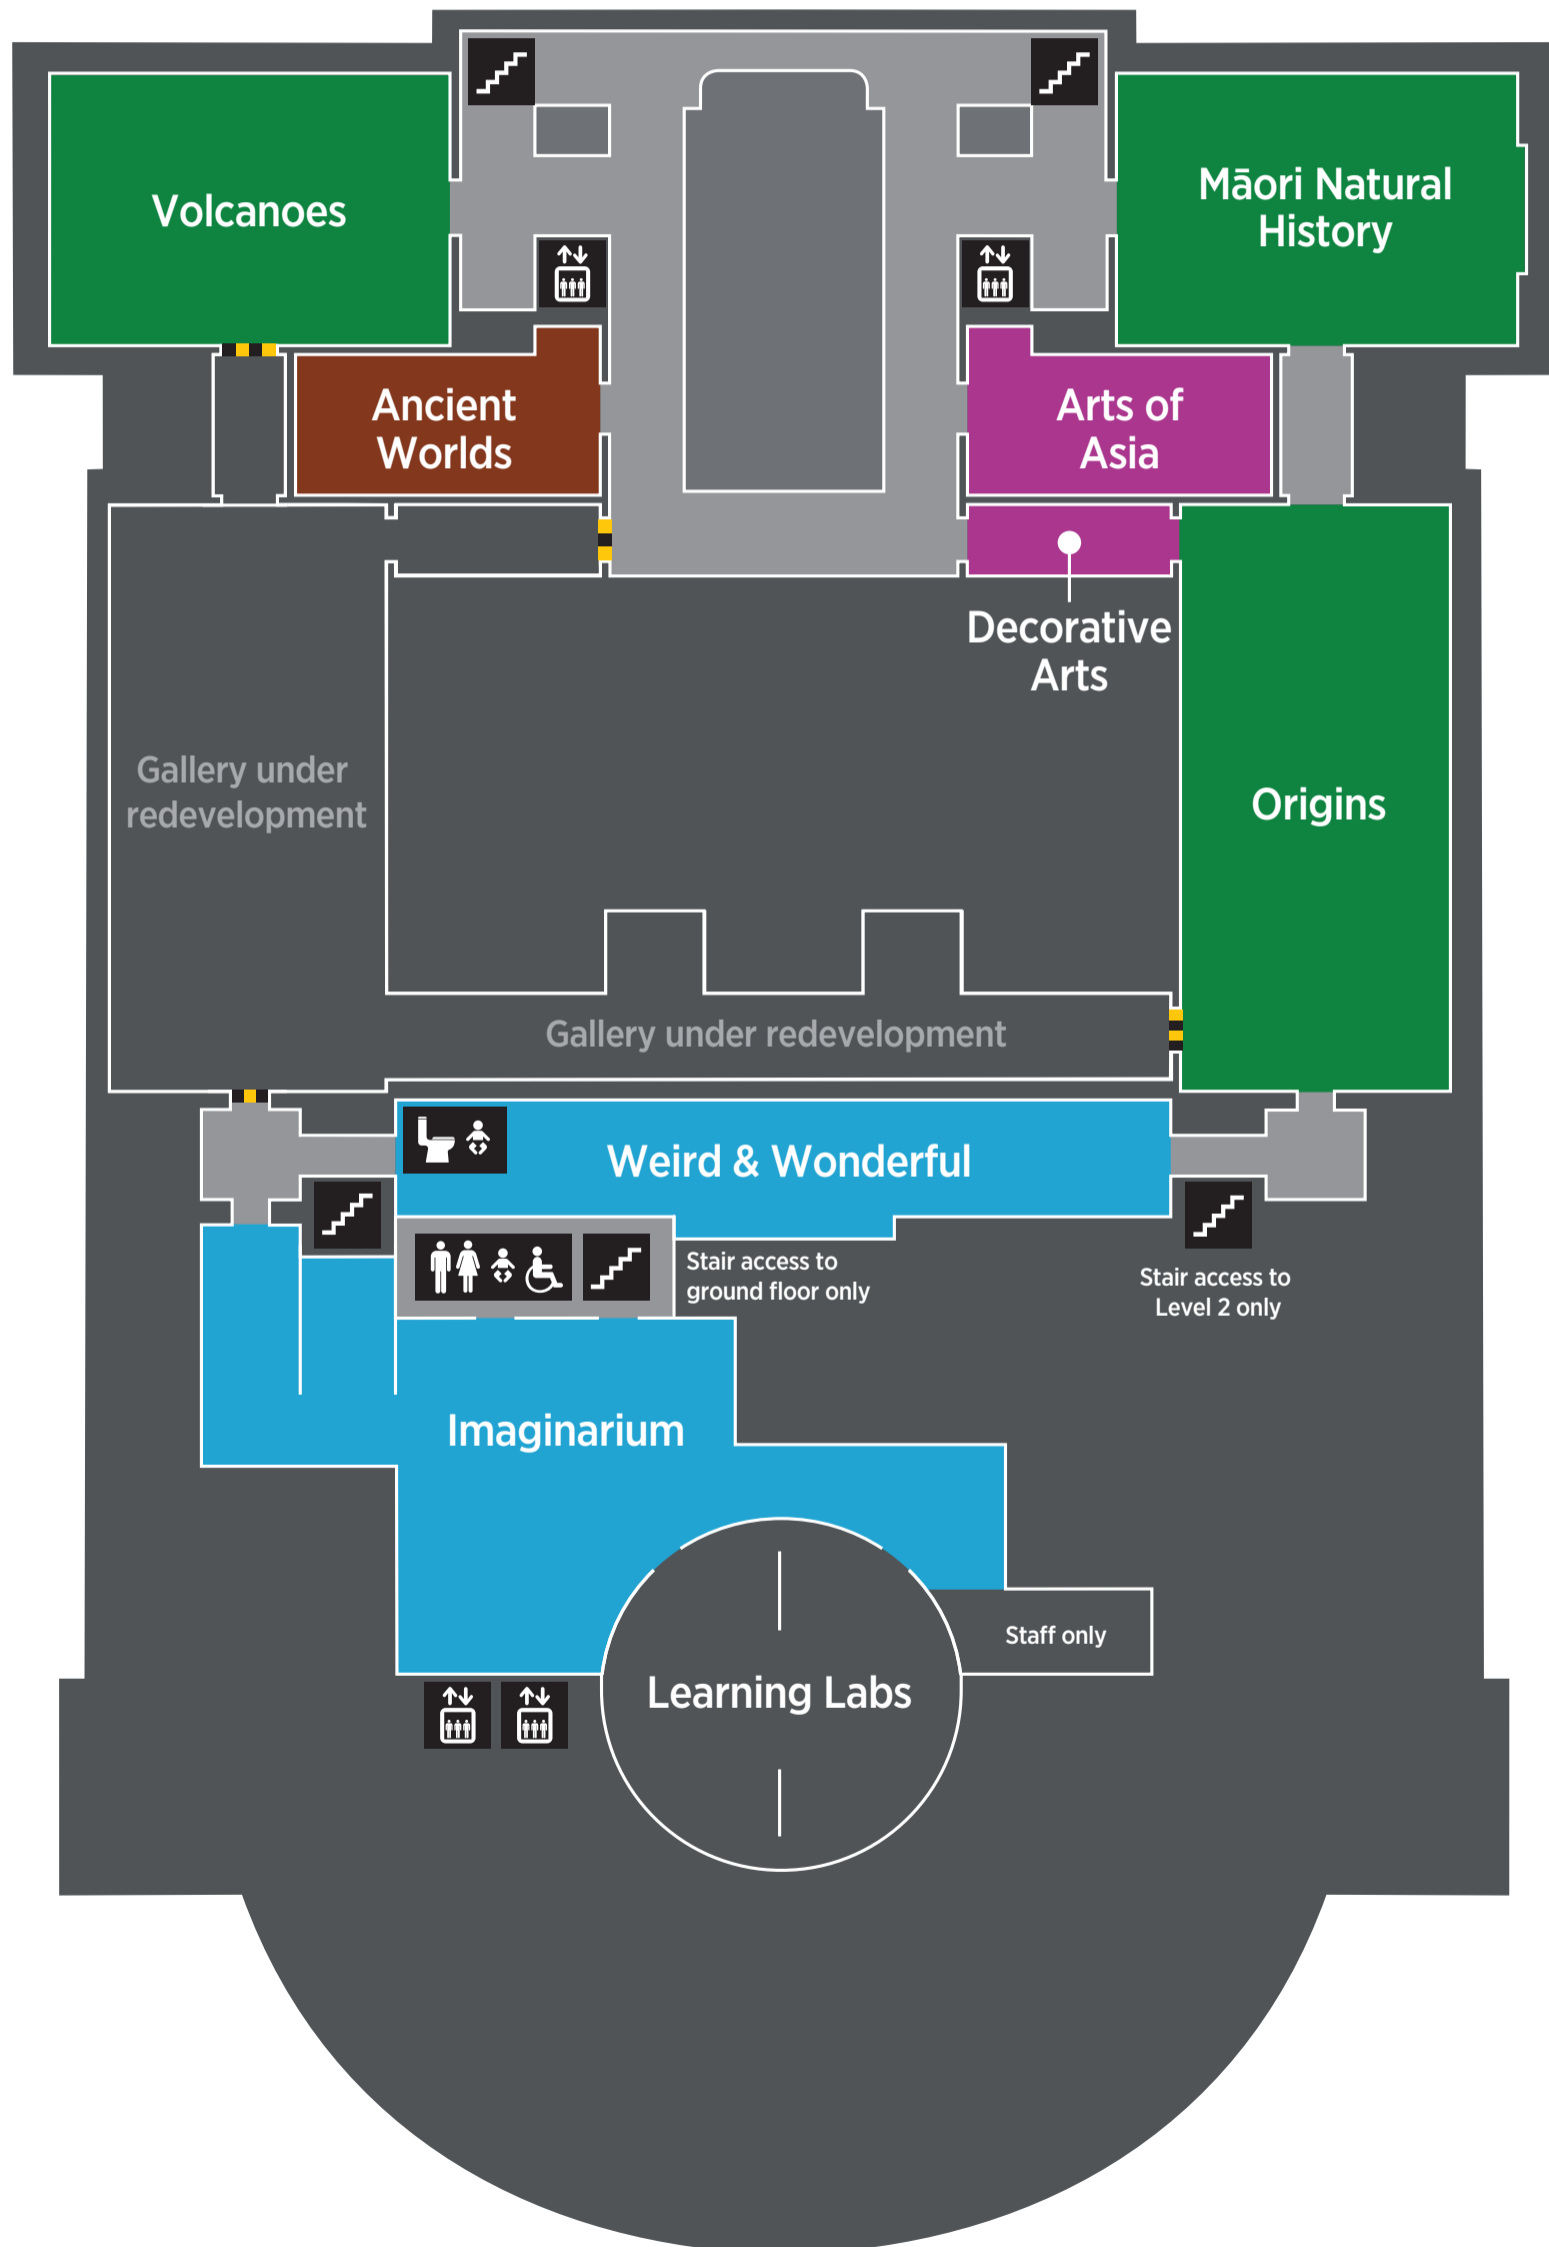 Volcanoes
Māori Natural
History
Ancient
Worlds
Arts of
Asia
Decorative
Arts
Gallery under
redevelopment
Origins
Gallery under redevelopment
Weird & Wonderful
Stair access to
ground floor only
Stair access to
Level 2 only
Imaginarium
Staff only
Learning Labs